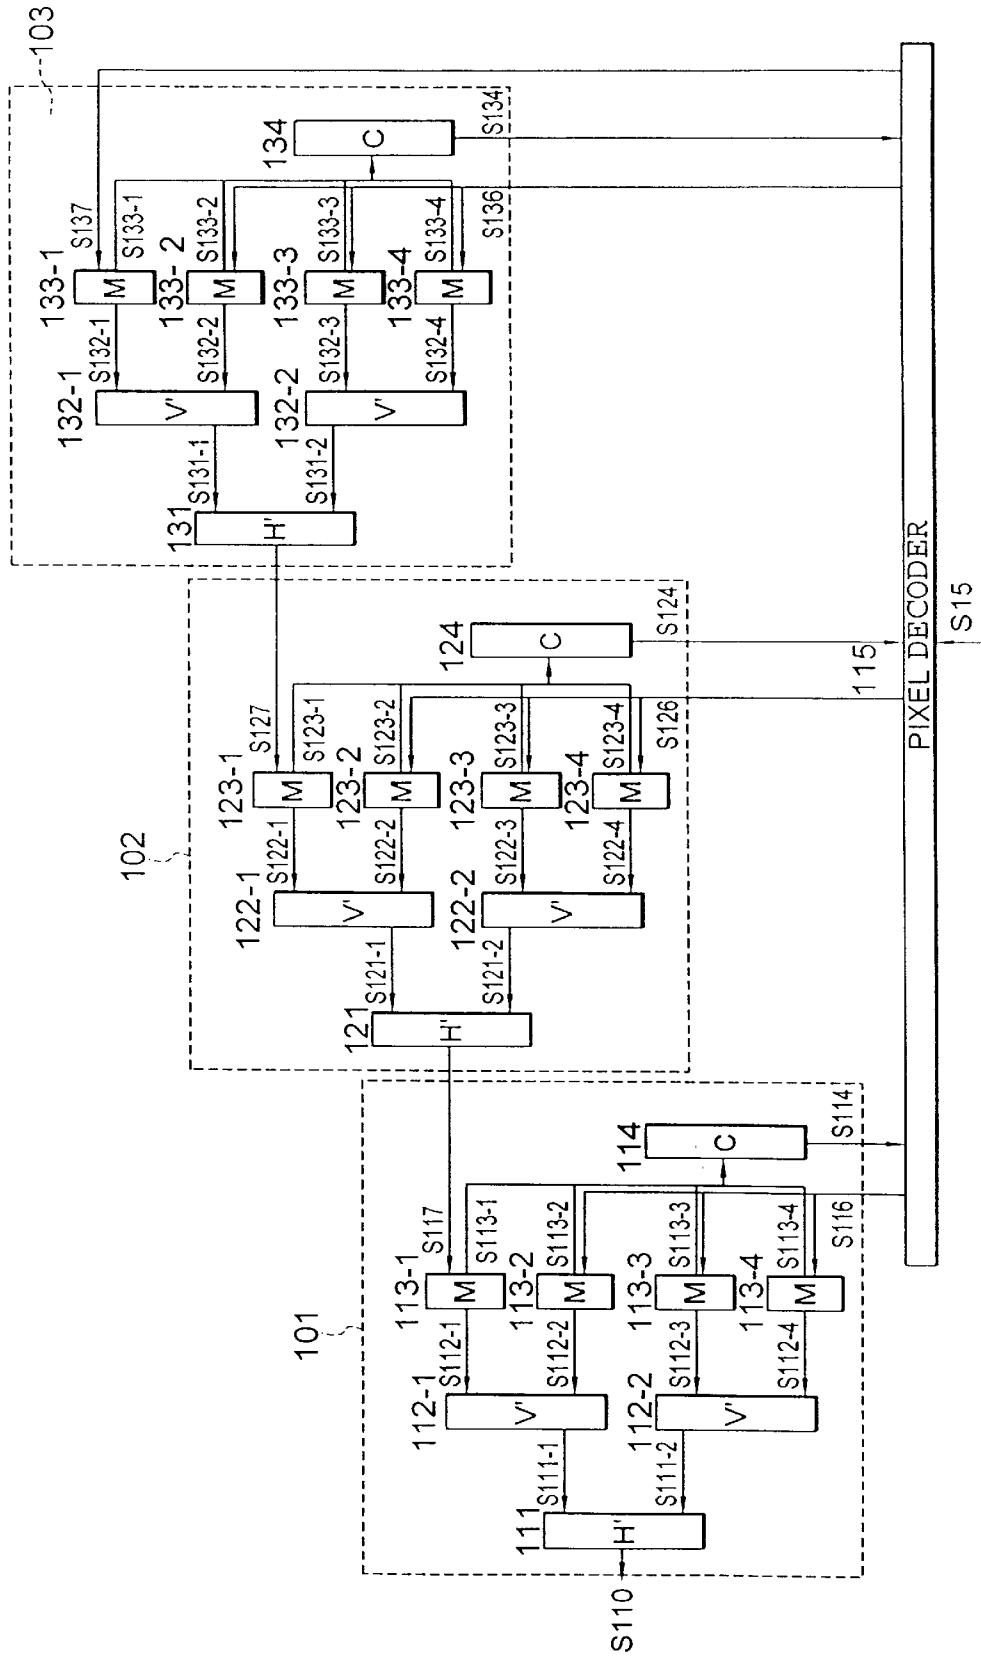 103
S137
133-1
M
S133-1
S132-1
132-1
V'
133-2
M
S133-2
S132-2
133-3
M
S133-3
S132-3
132-2
V'
133-4
M
S133-4
S132-4
134
C
S134
S136
S131-1
S131-2
131
H'
102
S127
123-1
M
S123-1
S122-1
122-1
V'
123-2
M
S123-2
S122-2
123-3
M
S123-3
S122-3
122-2
V'
123-4
M
S123-4
S122-4
124
C
S124
S126
S121-1
S121-2
121
H'
101
S117
113-1
M
S113-1
S112-1
112-1
V'
113-2
M
S113-2
S112-2
113-3
M
S113-3
S112-3
112-2
V'
113-4
M
S113-4
S112-4
114
C
S114
S116
S111-1
S111-2
111
H'
S110
115
PIXEL DECODER
S15